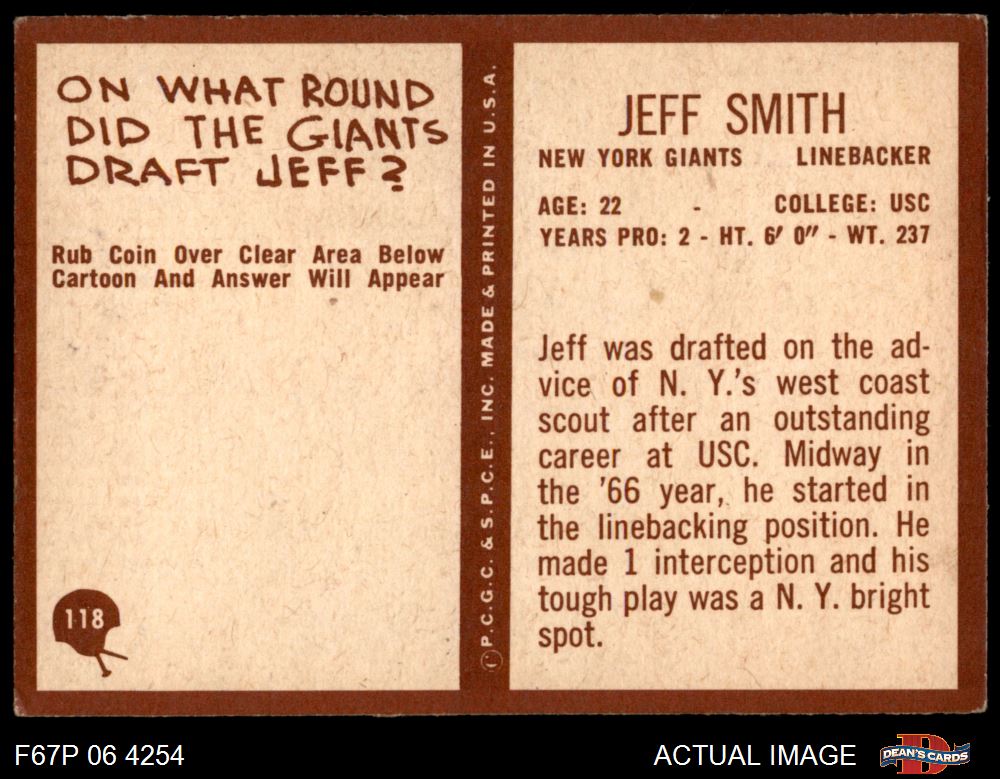 ON WHAT ROUND
DID THE GIANTS
DRAFT JEFF?
Rub Coin Over Clear Area Below
Cartoon And Answer Will Appear
118
© P.C.G.C. & S.P.C.E., INC. MADE & PRINTED IN U.S.A.
JEFF SMITH
NEW YORK GIANTS LINEBACKER
AGE: 22 - COLLEGE: USC
YEARS PRO: 2 - HT. 6' 0" - WT. 237
Jeff was drafted on the ad-
vice of N. Y.'s west coast
scout after an outstanding
career at USC. Midway in
the '66 year, he started in
the linebacking position. He
made 1 interception and his
tough play was a N. Y. bright
spot.
F67P 06 4254
ACTUAL IMAGE
DEAN'S CARDS